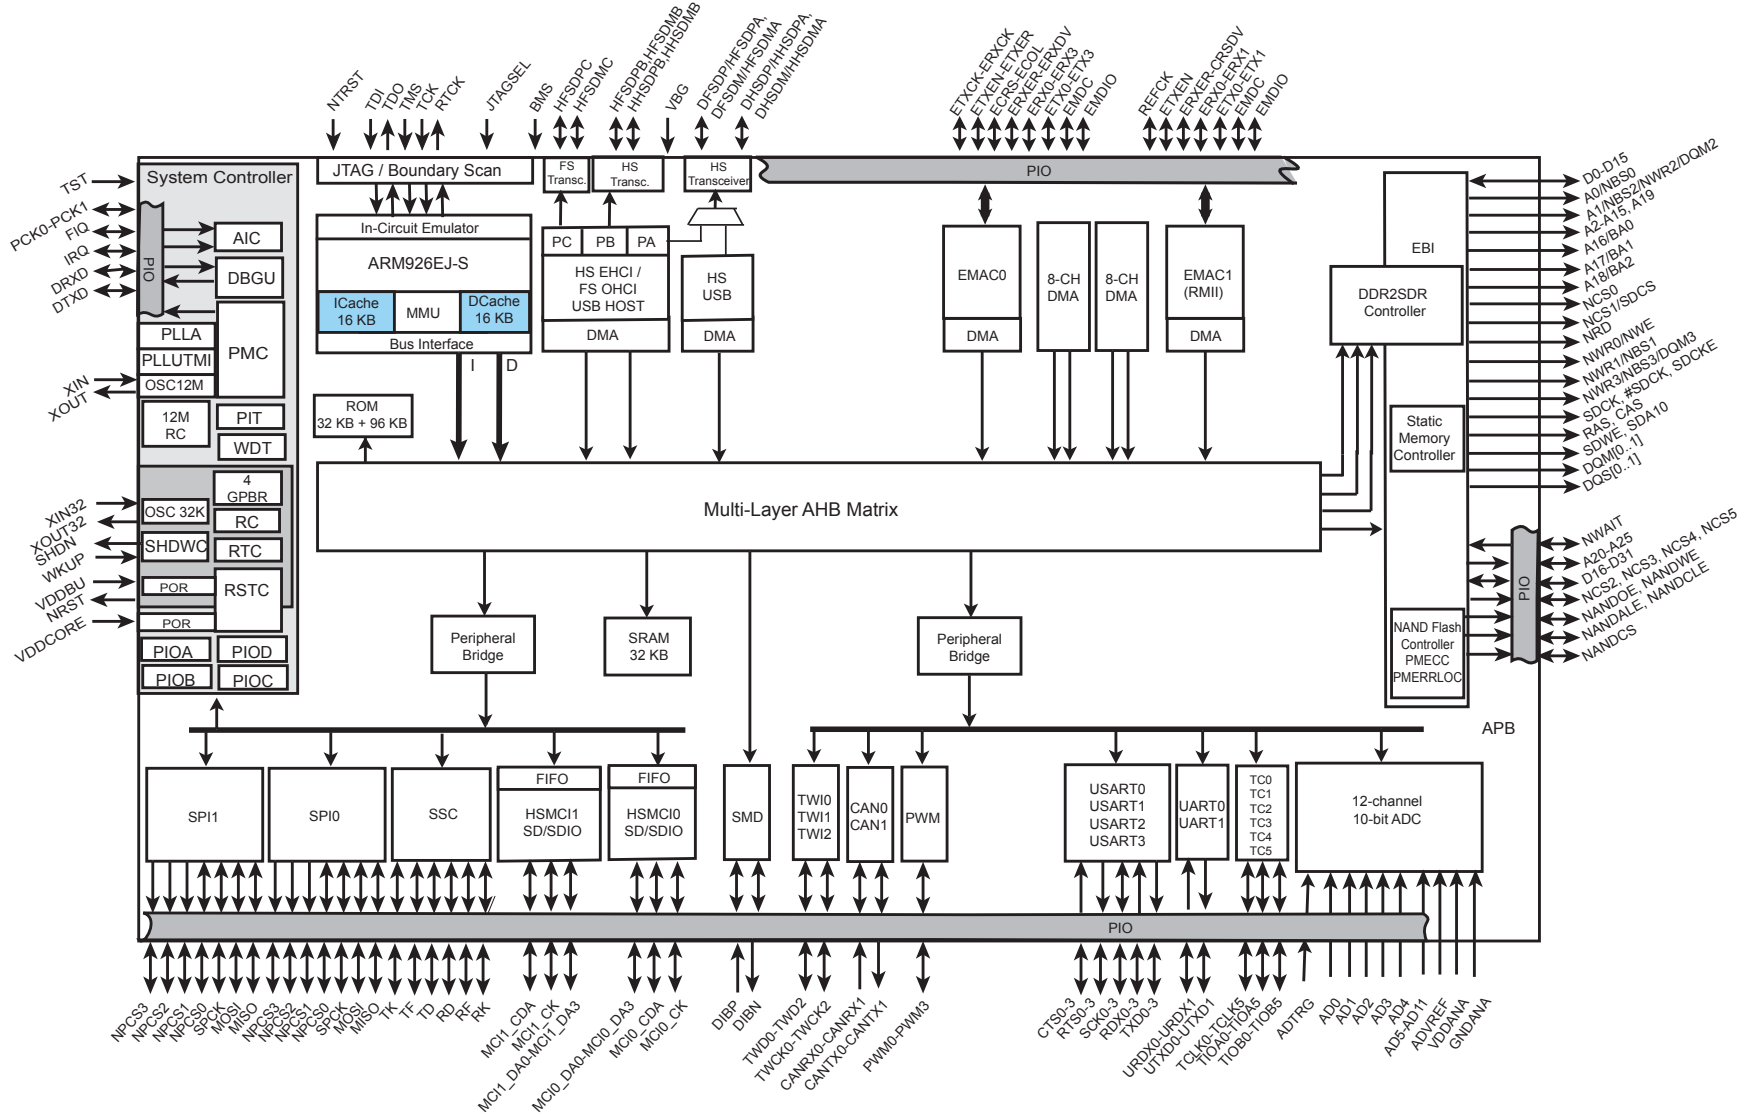 NTRST
TDI
TDO
TMS
TCK
RTCK
JTAGSEL
BMS
HFSDPC
HFSDMC
HFSDPB,HFSDMB
HHSDPB,HHSDMB
VBG
DFSDP/HFSDPA,
DFSDM/HFSDMA
DHSDP/HHSDPA,
DHSDM/HHSDMA
ETXCK-ERXCK
ETXEN-ETXER
ECRS-ECOL
ERXER-ERXDV
ERX0-ERX3
ETX0-ETX3
EMDC
EMDIO
REFCK
ETXEN
ERXER-CRSDV
ERX0-ERX1
ETX0-ETX1
EMDC
EMDIO
TST
PCK0-PCK1
FIQ
IRQ
DRXD
DTXD
XIN
XOUT
XIN32
XOUT32
SHDN
WKUP
VDDBU
NRST
VDDCORE
System Controller
PIO
AIC
DBGU
PLLA
PLLUTMI
OSC12M
PMC
12M
RC
PIT
WDT
4
GPBR
OSC 32K
RC
SHDWC
RTC
POR
RSTC
POR
PIOA
PIOD
PIOB
PIOC
JTAG / Boundary Scan
In-Circuit Emulator
ARM926EJ-S
ICache
16 KB
MMU
DCache
16 KB
Bus Interface
I
D
ROM
32 KB + 96 KB
FS
Transc.
HS
Transc.
HS
Transceiver
PC
PB
PA
HS EHCI /
FS OHCI
USB HOST
DMA
HS
USB
DMA
PIO
EMAC0
DMA
8-CH
DMA
8-CH
DMA
EMAC1
(RMII)
DMA
EBI
DDR2SDR
Controller
Static
Memory
Controller
NAND Flash
Controller
PMECC
PMERRLOC
PIO
D0-D15
A0/NBS0
A1/NBS2/NWR2/DQM2
A2-A15, A19
A16/BA0
A17/BA1
A18/BA2
NCS0
NCS1/SDCS
NRD
NWR0/NWE
NWR1/NBS1
NWR3/NBS3/DQM3
SDCK, #SDCK, SDCKE
RAS, CAS
SDWE, SDA10
DQM[0..1]
DQS[0..1]
NWAIT
A20-A25
D16-D31
NCS2, NCS3, NCS4, NCS5
NANDOE, NANDWE
NANDALE, NANDCLE
NANDCS
Multi-Layer AHB Matrix
Peripheral
Bridge
SRAM
32 KB
Peripheral
Bridge
APB
SPI1
SPI0
SSC
FIFO
HSMCI1
SD/SDIO
FIFO
HSMCI0
SD/SDIO
SMD
TWI0
TWI1
TWI2
CAN0
CAN1
PWM
USART0
USART1
USART2
USART3
UART0
UART1
TC0
TC1
TC2
TC3
TC4
TC5
12-channel
10-bit ADC
PIO
NPCS3
NPCS2
NPCS1
NPCS0
SPCK
MOSI
MISO
NPCS3
NPCS2
NPCS1
NPCS0
SPCK
MOSI
MISO
TK
TF
TD
RD
RF
RK
MCI1_CDA
MCI1_CK
MCI1_DA0-MCI1_DA3
MCI0_DA0-MCI0_DA3
MCI0_CDA
MCI0_CK
DIBP
DIBN
TWD0-TWD2
TWCK0-TWCK2
CANRX0-CANRX1
CANTX0-CANTX1
PWM0-PWM3
CTS0-3
RTS0-3
SCK0-3
RDX0-3
TXD0-3
URDX0-URDX1
UTXD0-UTXD1
TCLK0-TCLK5
TIOA0-TIOA5
TIOB0-TIOB5
ADTRG
AD0
AD1
AD2
AD3
AD4
AD5-AD11
ADVREF
VDDANA
GNDANA